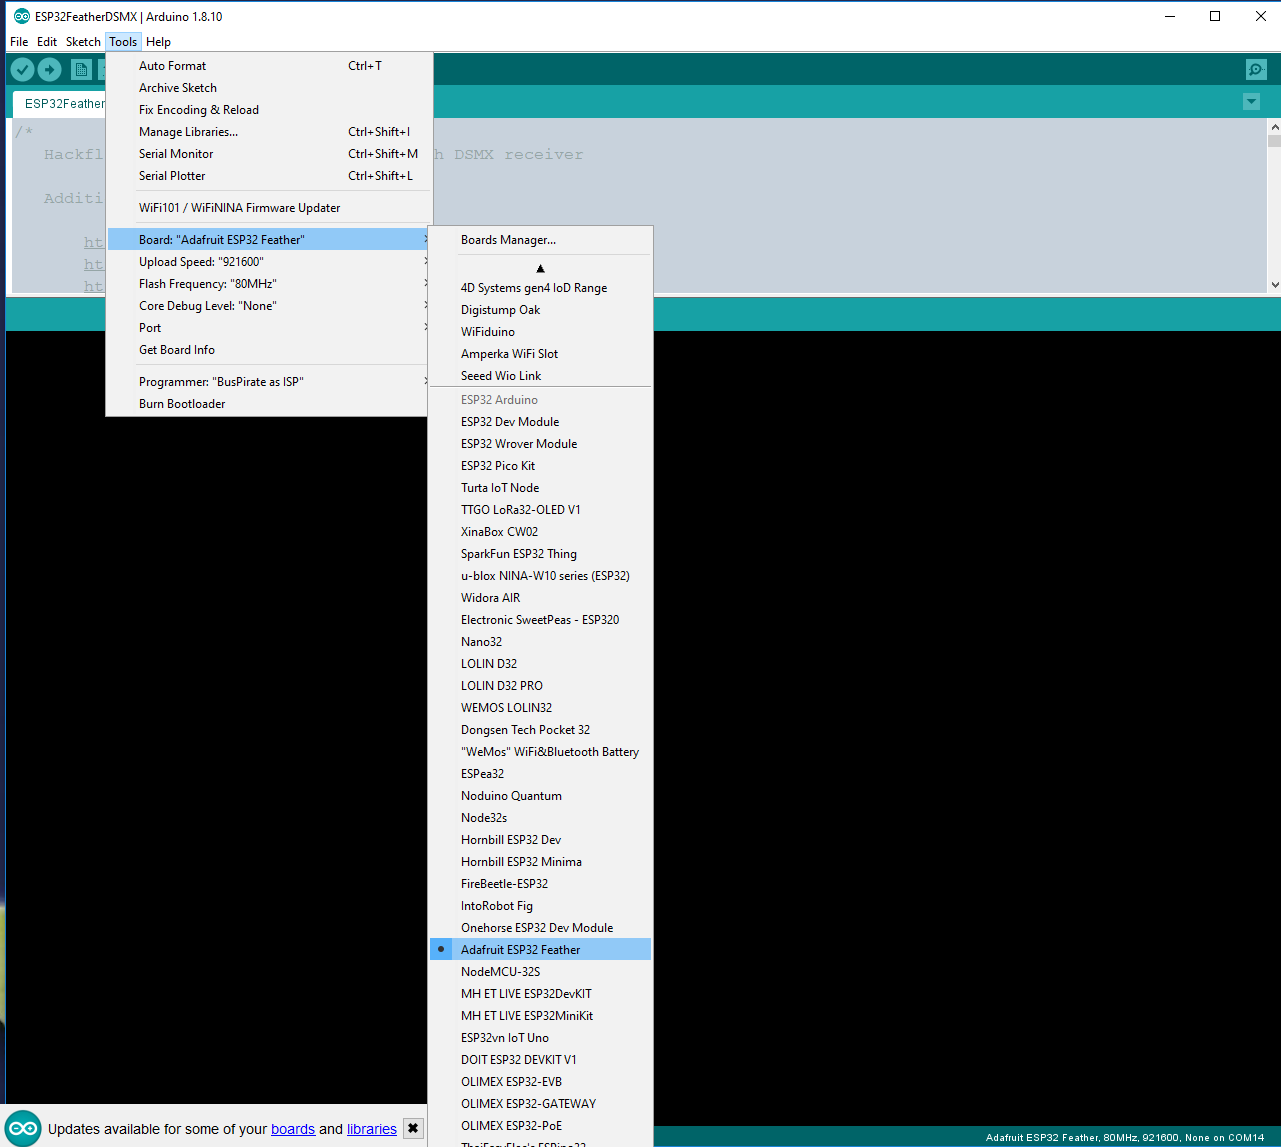 ESP32FeatherDSMX | Arduino 1.8.10
File Edit Sketch Tools Help
ESP32Feather
/*
Hackfl
h DSMX receiver
Additi
ht
ht
ht
Auto Format Ctrl+T
Archive Sketch
Fix Encoding & Reload
Manage Libraries... Ctrl+Shift+I
Serial Monitor Ctrl+Shift+M
Serial Plotter Ctrl+Shift+L
WiFi101 / WiFiNINA Firmware Updater
Board: "Adafruit ESP32 Feather"
Upload Speed: "921600"
Flash Frequency: "80MHz"
Core Debug Level: "None"
Port
Get Board Info
Programmer: "BusPirate as ISP"
Burn Bootloader
Boards Manager...
4D Systems gen4 IoD Range
Digistump Oak
WiFiduino
Amperka WiFi Slot
Seeed Wio Link
ESP32 Arduino
ESP32 Dev Module
ESP32 Wrover Module
ESP32 Pico Kit
Turta IoT Node
TTGO LoRa32-OLED V1
XinaBox CW02
SparkFun ESP32 Thing
u-blox NINA-W10 series (ESP32)
Widora AIR
Electronic SweetPeas - ESP320
Nano32
LOLIN D32
LOLIN D32 PRO
WEMOS LOLIN32
Dongsen Tech Pocket 32
"WeMos" WiFi&Bluetooth Battery
ESPea32
Noduino Quantum
Node32s
Hornbill ESP32 Dev
Hornbill ESP32 Minima
FireBeetle-ESP32
IntoRobot Fig
Onehorse ESP32 Dev Module
Adafruit ESP32 Feather
NodeMCU-32S
MH ET LIVE ESP32DevKIT
MH ET LIVE ESP32MiniKit
ESP32vn IoT Uno
DOIT ESP32 DEVKIT V1
OLIMEX ESP32-EVB
OLIMEX ESP32-GATEWAY
OLIMEX ESP32-PoE
Updates available for some of your boards and libraries
Adafruit ESP32 Feather, 80MHz, 921600, None on COM14